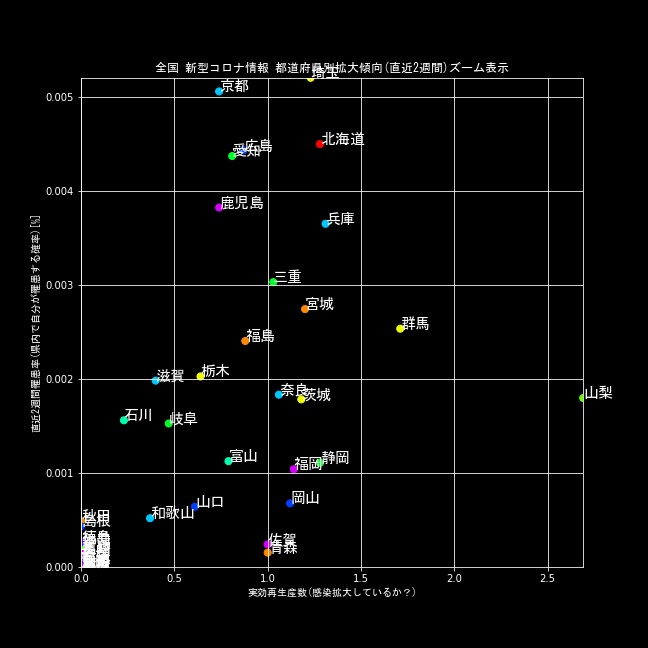 全国 新型コロナ情報 都道府県別拡大傾向(直近2週間)ズーム表示
埼玉
京都
0.005
広島
愛知
北海道
0.004
鹿児島
兵庫
三重
0.003
宮城
群馬
福島
栃木
滋賀
0.002
奈良
茨城
山梨
石川
岐阜
富山
静岡
福岡
0.001
岡山
山口
和歌山
秋田
島根
徳島
佐賀
青森
0.000
0.0
0.5
1.0
1.5
2.0
2.5
実効再生産数(感染拡大しているか?)
直近2週間罹患率(県内で自分が罹患する確率)[%]